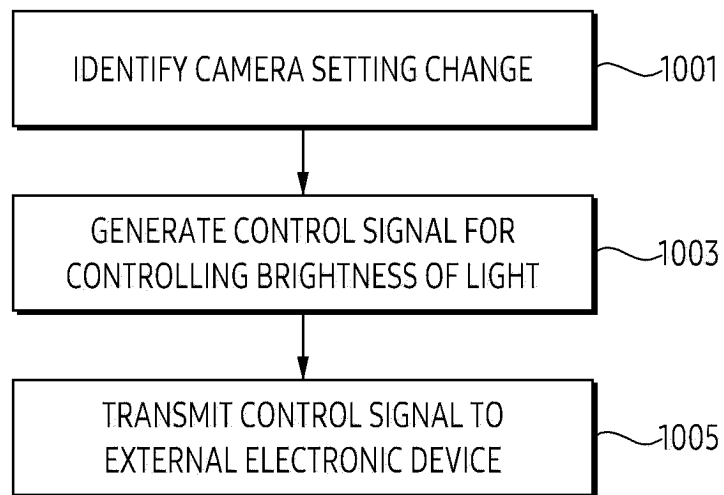 IDENTIFY CAMERA SETTING CHANGE
1001
GENERATE CONTROL SIGNAL FOR
CONTROLLING BRIGHTNESS OF LIGHT
1003
TRANSMIT CONTROL SIGNAL TO
EXTERNAL ELECTRONIC DEVICE
1005